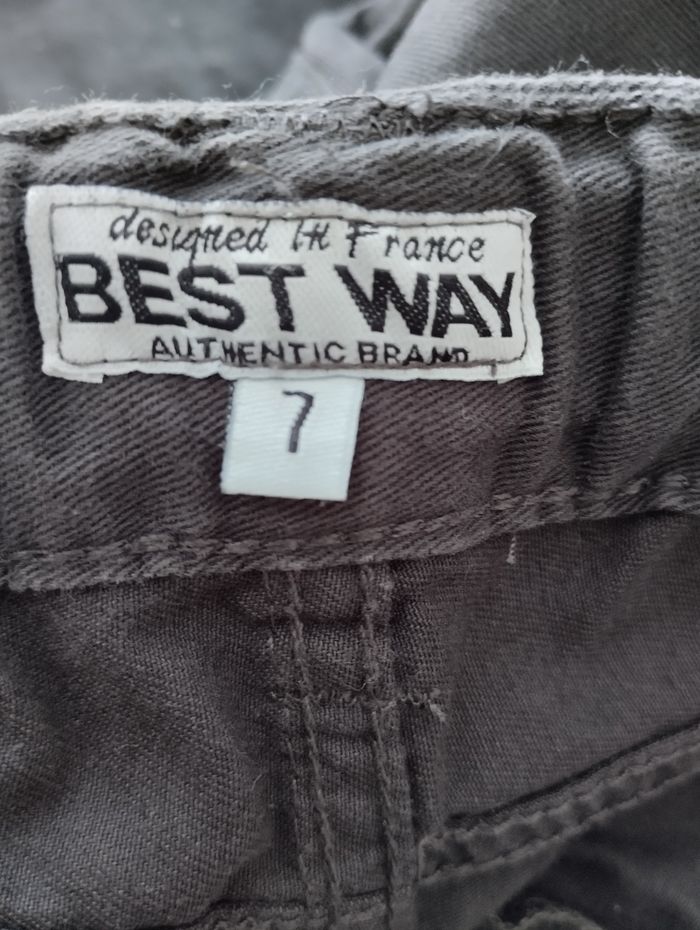 designed in France
BEST WAY
AUTHENTIC BRAND
7